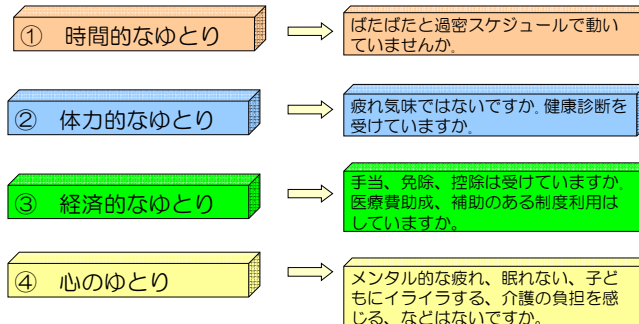 ① 時間的なゆとり
ばたばたと過密スケジュールで動い
ていませんか。
② 体力的なゆとり
疲れ気味ではないですか。健康診断を
受けていますか。
③ 経済的なゆとり
手当、免除、控除は受けていますか。
医療費助成、補助のある制度利用は
していますか。
④ 心のゆとり
メンタル的な疲れ、眠れない、子ど
もにイライラする、介護の負担を感
じる、などはないですか。